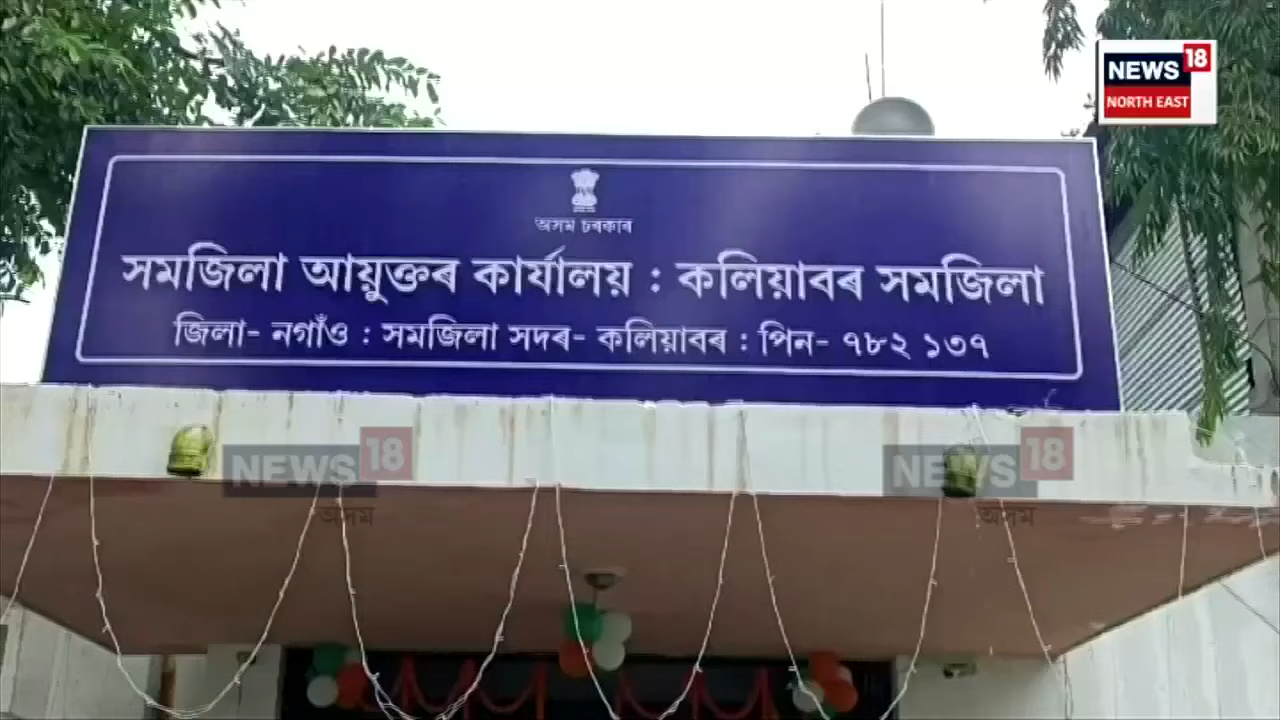 NEWS 18
NORTH EAST
অসম চৰকাৰ
সমজিলা আয়ুক্তৰ কাৰ্যালয় : কলিয়াবৰ সমজিলা
জিলা- নগাঁও : সমজিলা সদৰ- কলিয়াবৰ : পিন- ৭৮২ ১৩৭
NEWS 18
অসম
NEWS 18
অসম